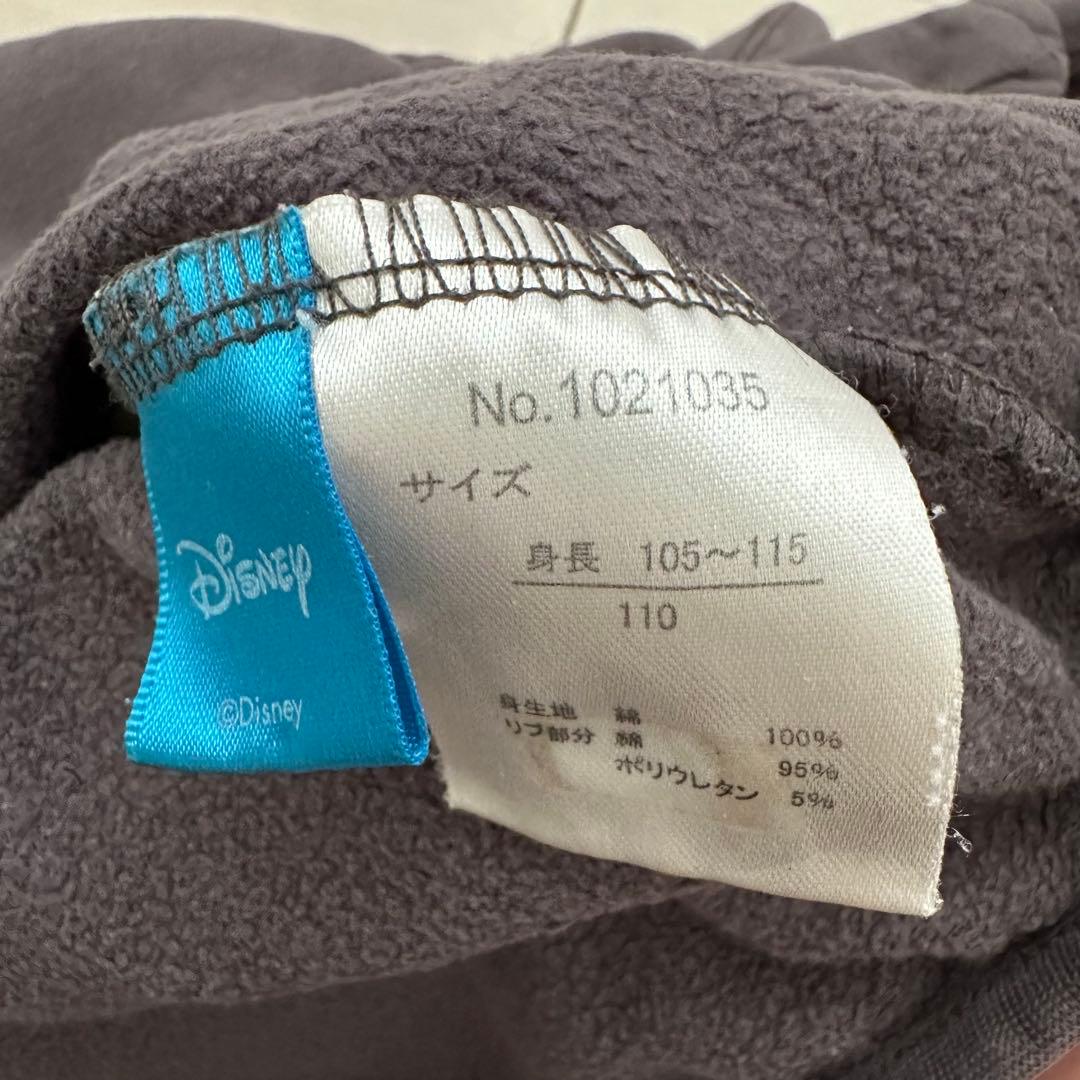 No.1021035
サイズ
身長 105～115
110
身生地 綿 100%
リブ部分 綿 95%
ポリウレタン 5%
Disney
©Disney